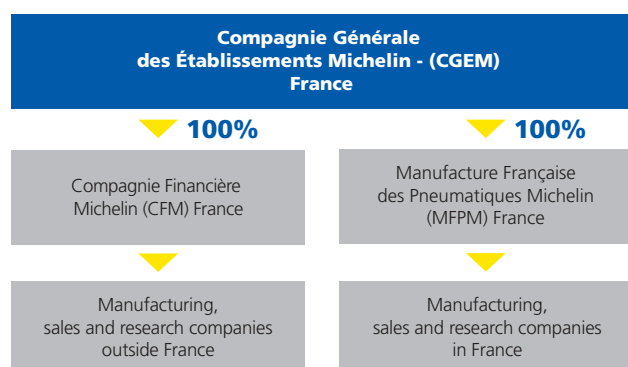 Compagnie Générale
des Établissements Michelin - (CGEM)
France
100%
100%
Compagnie Financière
Michelin (CFM) France
Manufacture Française
des Pneumatiques Michelin
(MFPM) France
Manufacturing,
sales and research companies
outside France
Manufacturing,
sales and research companies
in France